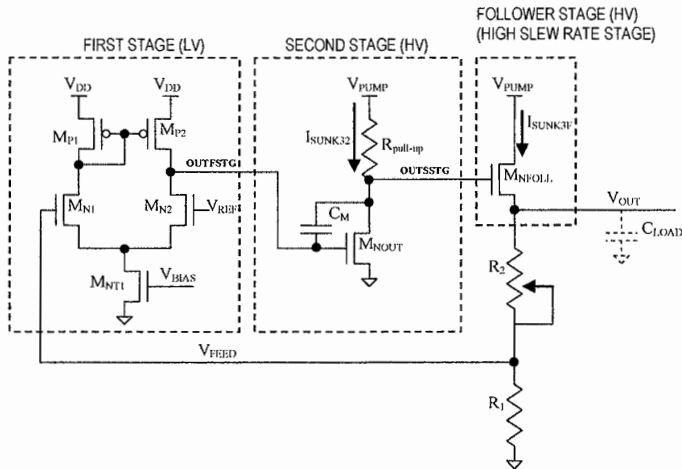 FOLLOWER STAGE (HV)
(HIGH SLEW RATE STAGE)
FIRST STAGE (LV)
SECOND STAGE (HV)
VDD
VDD
VPUMP
VPUMP
MP1
MP2
ISUNK32
Rpull-up
ISUNK3F
OUTFSTG
OUTSSTG
MNFOLL
MN1
MN2
VREF
CM
MNOUT
VOUT
CLOAD
MNT1
VBIAS
R2
VFEED
R1